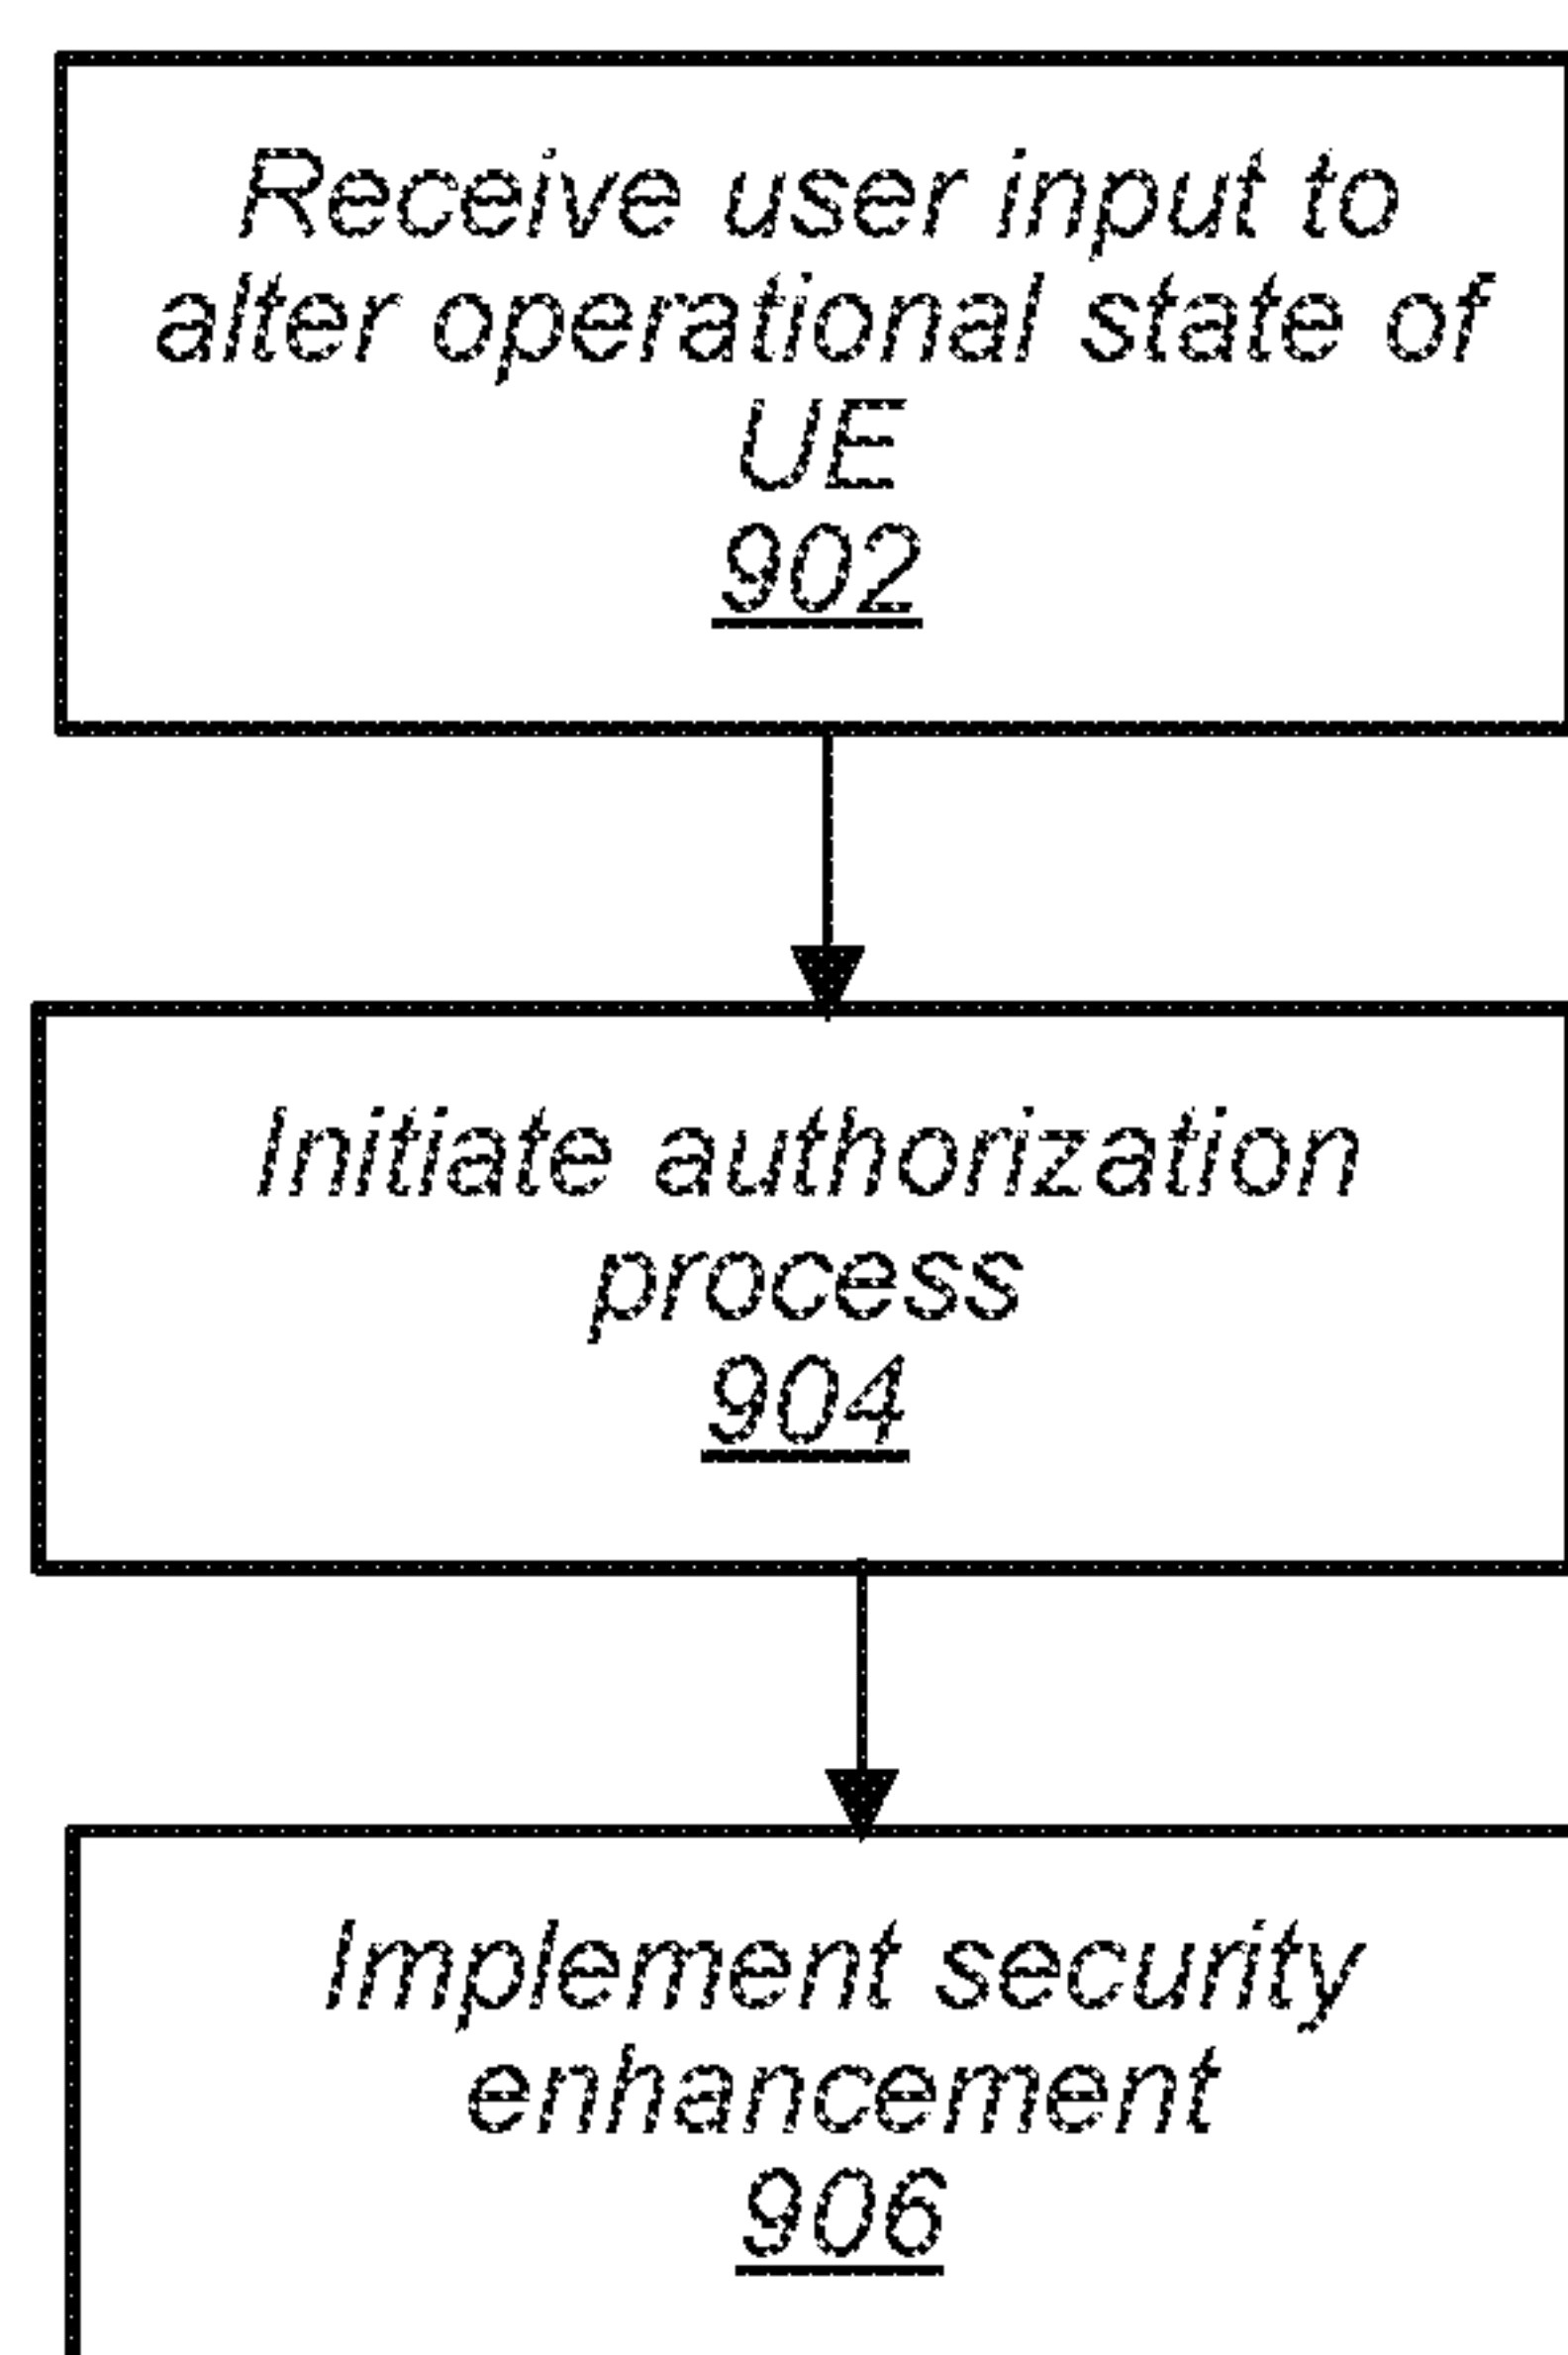 Receive user input to
alter operational state of
UE
902
Initiate authorization
process
904
Implement security
enhancement
906